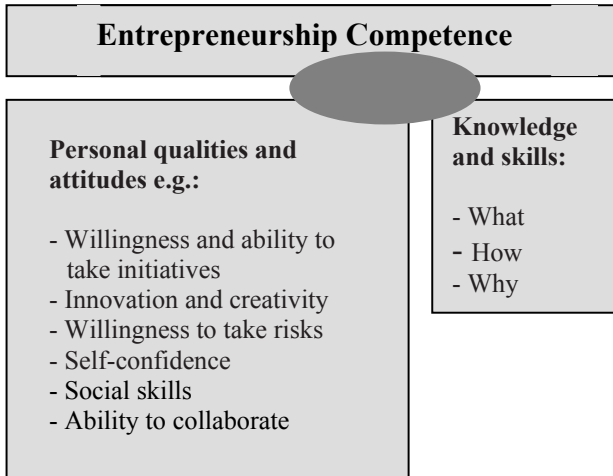 Entrepreneurship Competence
Personal qualities and
attitudes e.g.:
- Willingness and ability to
take initiatives
- Innovation and creativity
- Willingness to take risks
- Self-confidence
- Social skills
- Ability to collaborate
Knowledge
and skills:
- What
- How
- Why